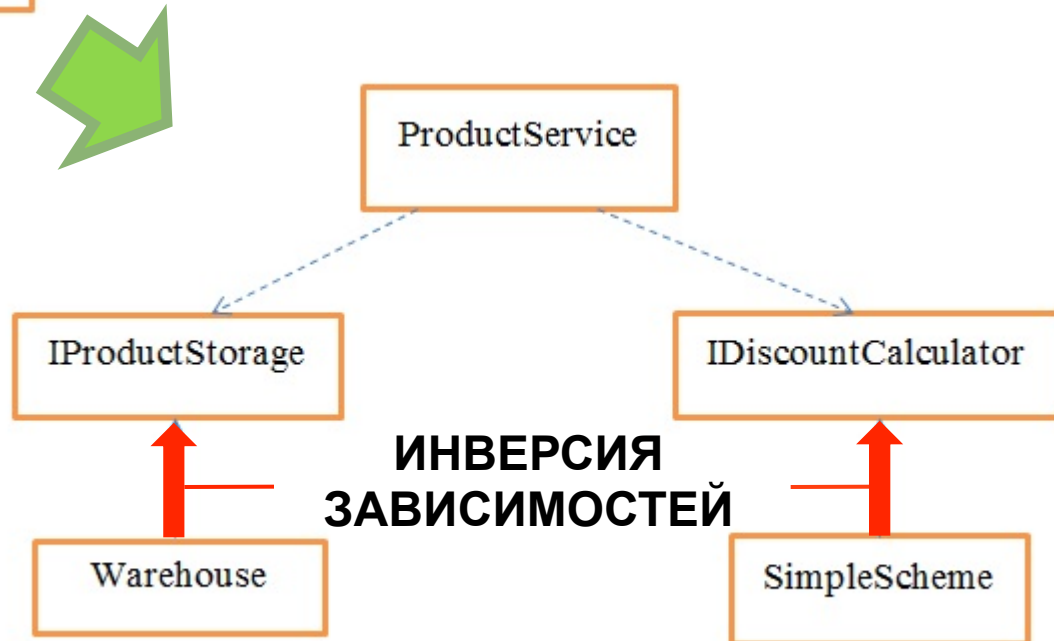 ProductService
IProductStorage
IDiscountCalculator
ИНВЕРСИЯ
ЗАВИСИМОСТЕЙ
Warehouse
SimpleScheme